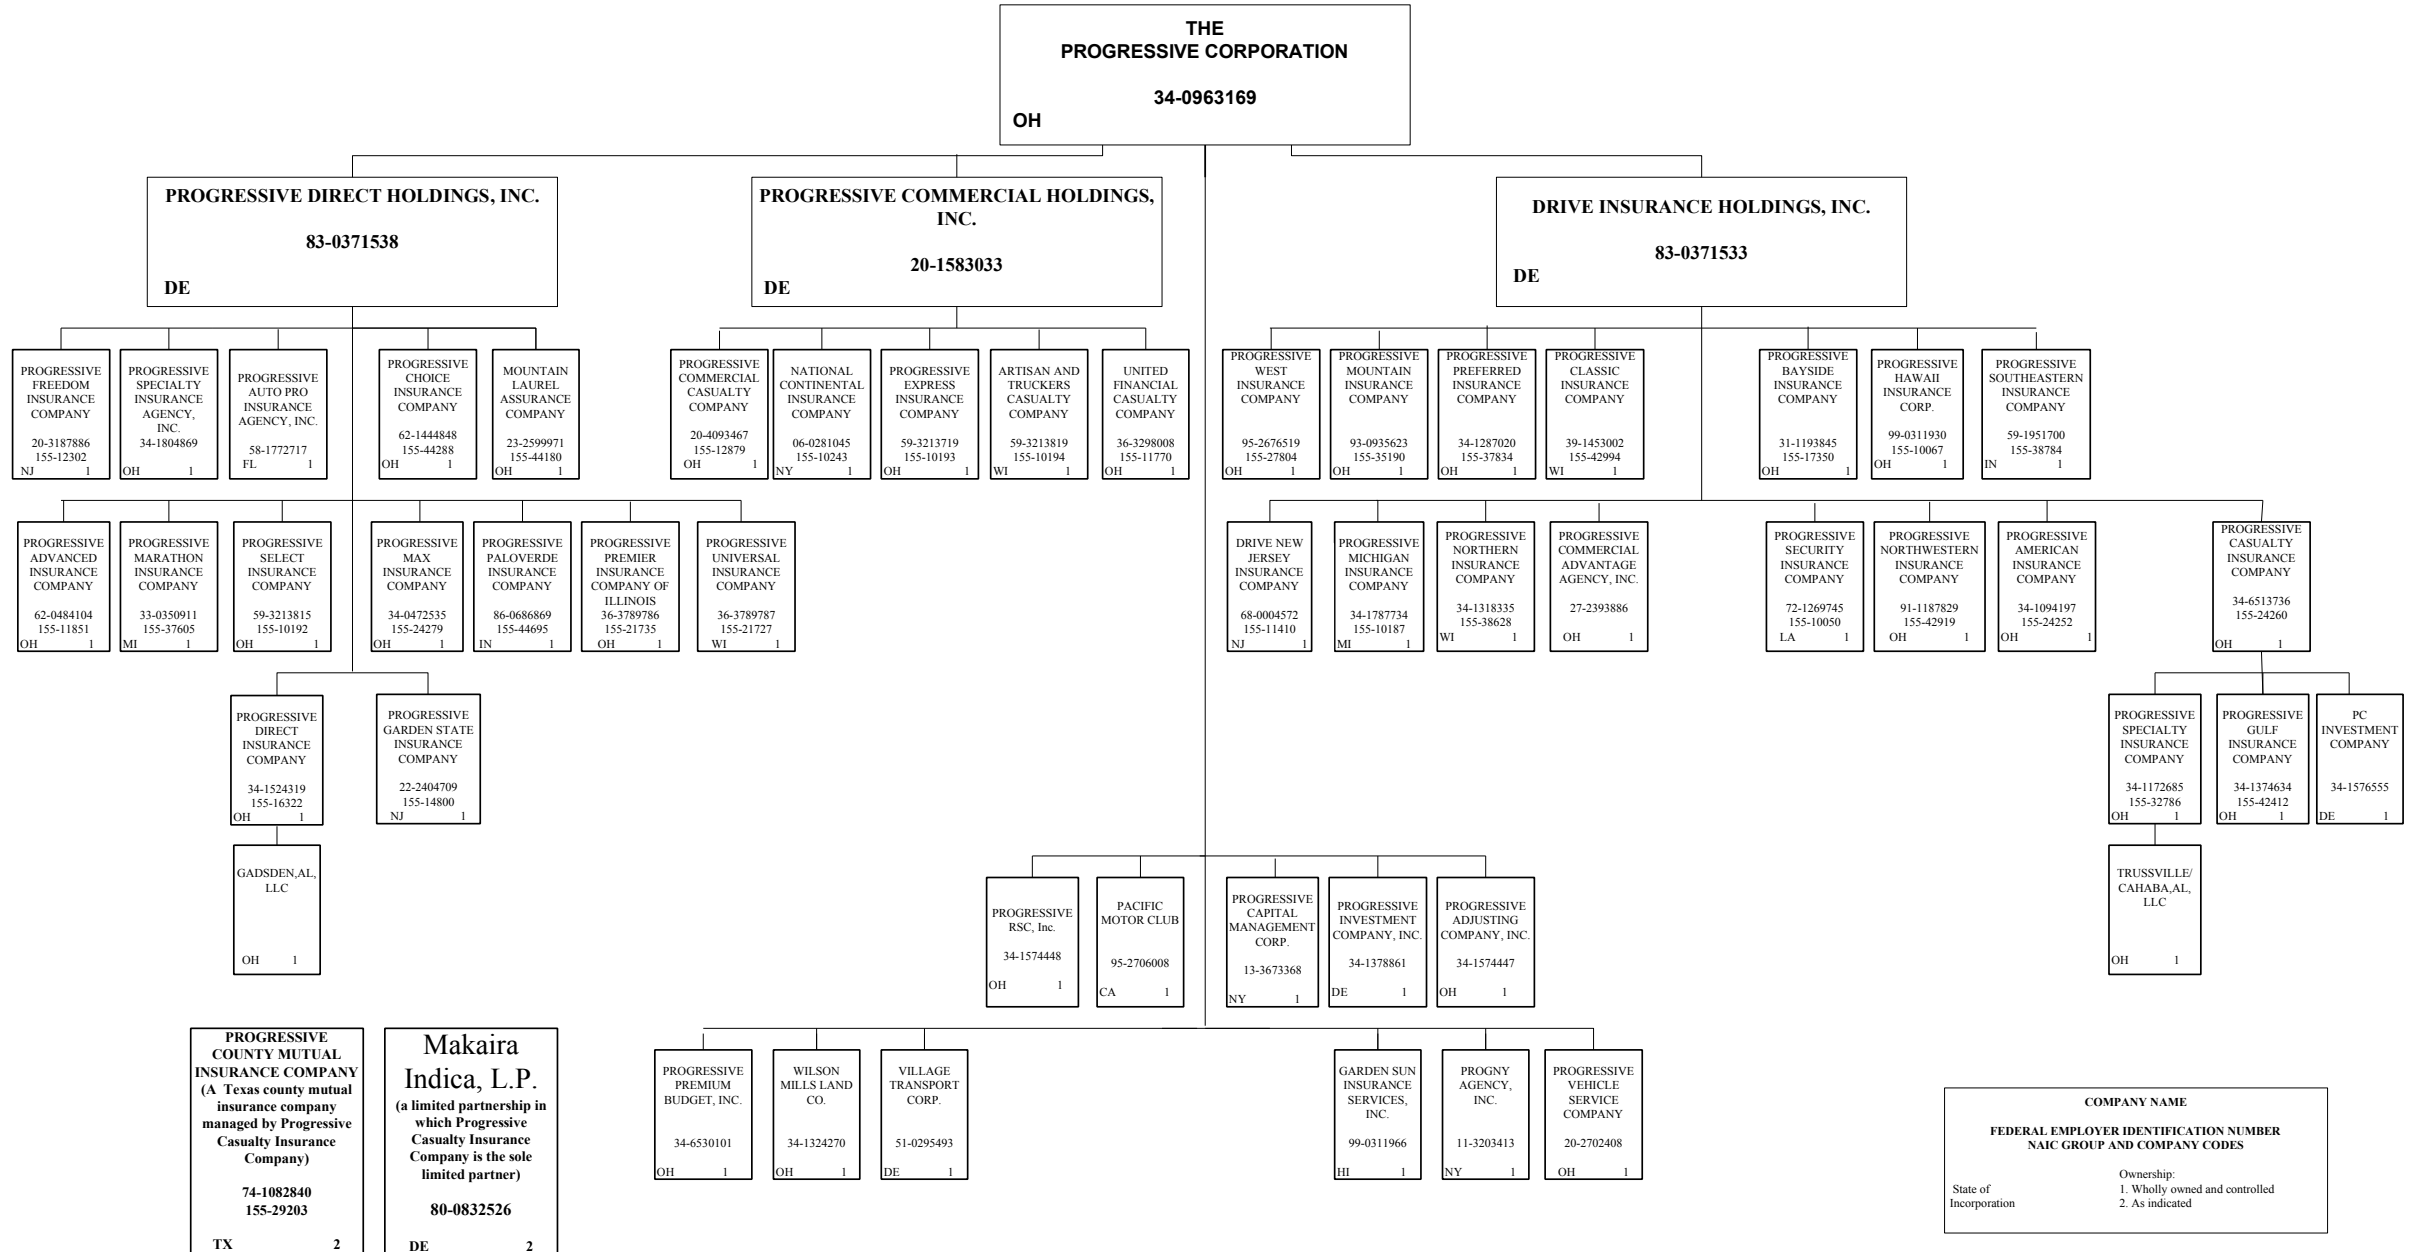 THE
PROGRESSIVE CORPORATION
34-0963169
OH
PROGRESSIVE DIRECT HOLDINGS, INC.
83-0371538
DE
PROGRESSIVE COMMERCIAL HOLDINGS,
INC.
20-1583033
DE
DRIVE INSURANCE HOLDINGS, INC.
83-0371533
DE
PROGRESSIVE
FREEDOM
INSURANCE
COMPANY
20-3187886
155-12302
NJ 1
PROGRESSIVE
SPECIALTY
INSURANCE
AGENCY,
INC.
34-1804869
OH 1
PROGRESSIVE
AUTO PRO
INSURANCE
AGENCY, INC.
58-1772717
FL 1
PROGRESSIVE
CHOICE
INSURANCE
COMPANY
62-1444848
155-44288
OH 1
MOUNTAIN
LAUREL
ASSURANCE
COMPANY
23-2599971
155-44180
OH 1
PROGRESSIVE
COMMERCIAL
CASUALTY
COMPANY
20-4093467
155-12879
OH 1
NATIONAL
CONTINENTAL
INSURANCE
COMPANY
06-0281045
155-10243
NY 1
PROGRESSIVE
EXPRESS
INSURANCE
COMPANY
59-3213719
155-10193
OH 1
ARTISAN AND
TRUCKERS
CASUALTY
COMPANY
59-3213819
155-10194
WI 1
UNITED
FINANCIAL
CASUALTY
COMPANY
36-3298008
155-11770
OH 1
PROGRESSIVE
WEST
INSURANCE
COMPANY
95-2676519
155-27804
OH 1
PROGRESSIVE
MOUNTAIN
INSURANCE
COMPANY
93-0935623
155-35190
OH 1
PROGRESSIVE
PREFERRED
INSURANCE
COMPANY
34-1287020
155-37834
OH 1
PROGRESSIVE
CLASSIC
INSURANCE
COMPANY
39-1453002
155-42994
WI 1
PROGRESSIVE
BAYSIDE
INSURANCE
COMPANY
31-1193845
155-17350
OH 1
PROGRESSIVE
HAWAII
INSURANCE
CORP.
99-0311930
155-10067
OH 1
PROGRESSIVE
SOUTHEASTERN
INSURANCE
COMPANY
59-1951700
155-38784
IN 1
PROGRESSIVE
ADVANCED
INSURANCE
COMPANY
62-0484104
155-11851
OH 1
PROGRESSIVE
MARATHON
INSURANCE
COMPANY
33-0350911
155-37605
MI 1
PROGRESSIVE
SELECT
INSURANCE
COMPANY
59-3213815
155-10192
OH 1
PROGRESSIVE
MAX
INSURANCE
COMPANY
34-0472535
155-24279
OH 1
PROGRESSIVE
PALOVERDE
INSURANCE
COMPANY
86-0686869
155-44695
IN 1
PROGRESSIVE
PREMIER
INSURANCE
COMPANY OF
ILLINOIS
36-3789786
155-21735
OH 1
PROGRESSIVE
UNIVERSAL
INSURANCE
COMPANY
36-3789787
155-21727
WI 1
DRIVE NEW
JERSEY
INSURANCE
COMPANY
68-0004572
155-11410
NJ 1
PROGRESSIVE
MICHIGAN
INSURANCE
COMPANY
34-1787734
155-10187
MI 1
PROGRESSIVE
NORTHERN
INSURANCE
COMPANY
34-1318335
155-38628
WI 1
PROGRESSIVE
COMMERCIAL
ADVANTAGE
AGENCY, INC.
27-2393886
OH 1
PROGRESSIVE
SECURITY
INSURANCE
COMPANY
72-1269745
155-10050
LA 1
PROGRESSIVE
NORTHWESTERN
INSURANCE
COMPANY
91-1187829
155-42919
OH 1
PROGRESSIVE
AMERICAN
INSURANCE
COMPANY
34-1094197
155-24252
OH 1
PROGRESSIVE
CASUALTY
INSURANCE
COMPANY
34-6513736
155-24260
OH 1
PROGRESSIVE
DIRECT
INSURANCE
COMPANY
34-1524319
155-16322
OH 1
PROGRESSIVE
GARDEN STATE
INSURANCE
COMPANY
22-2404709
155-14800
NJ 1
PROGRESSIVE
SPECIALTY
INSURANCE
COMPANY
34-1172685
155-32786
OH 1
PROGRESSIVE
GULF
INSURANCE
COMPANY
34-1374634
155-42412
OH 1
PC
INVESTMENT
COMPANY
34-1576555
DE 1
GADSDEN,AL,
LLC
OH 1
TRUSSVILLE/
CAHABA,AL,
LLC
OH 1
PROGRESSIVE
RSC, Inc.
34-1574448
OH 1
PACIFIC
MOTOR CLUB
95-2706008
CA 1
PROGRESSIVE
CAPITAL
MANAGEMENT
CORP.
13-3673368
NY 1
PROGRESSIVE
INVESTMENT
COMPANY, INC.
34-1378861
DE 1
PROGRESSIVE
ADJUSTING
COMPANY, INC.
34-1574447
OH 1
PROGRESSIVE
COUNTY MUTUAL
INSURANCE COMPANY
(A Texas county mutual
insurance company
managed by Progressive
Casualty Insurance
Company)
74-1082840
155-29203
TX 2
Makaira
Indica, L.P.
(a limited partnership in
which Progressive
Casualty Insurance
Company is the sole
limited partner)
80-0832526
DE 2
PROGRESSIVE
PREMIUM
BUDGET, INC.
34-6530101
OH 1
WILSON
MILLS LAND
CO.
34-1324270
OH 1
VILLAGE
TRANSPORT
CORP.
51-0295493
DE 1
GARDEN SUN
INSURANCE
SERVICES,
INC.
99-0311966
HI 1
PROGNY
AGENCY,
INC.
11-3203413
NY 1
PROGRESSIVE
VEHICLE
SERVICE
COMPANY
20-2702408
OH 1
COMPANY NAME
FEDERAL EMPLOYER IDENTIFICATION NUMBER
NAIC GROUP AND COMPANY CODES
State of
Incorporation
Ownership:
1. Wholly owned and controlled
2. As indicated